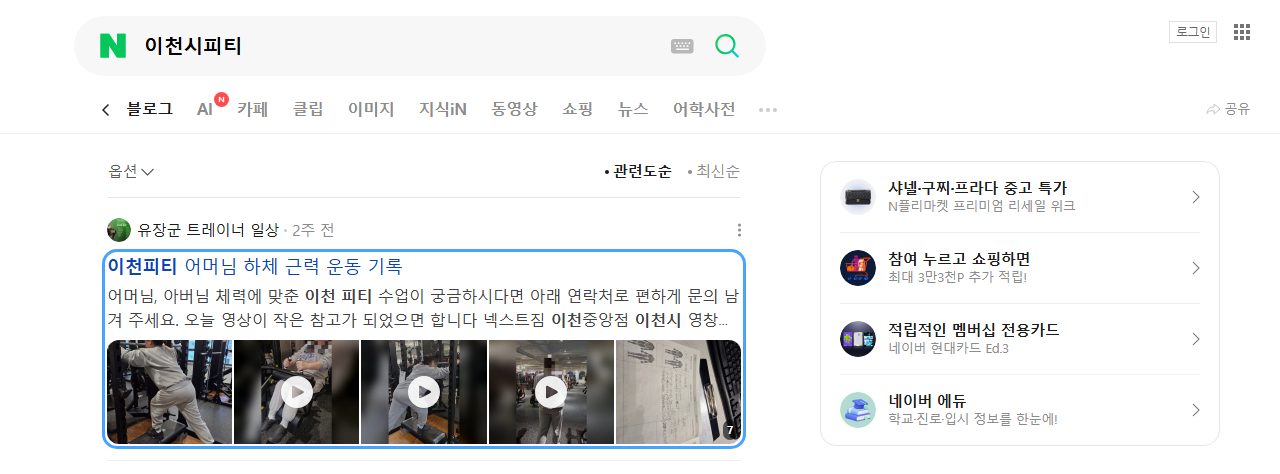 이천시피티
로그인
블로그 AI N 카페 클립 이미지 지식iN 동영상 쇼핑 뉴스 어학사전
공유
옵션
• 관련도순 • 최신순
유장군 트레이너 일상 · 2주 전
이천피티 어머님 하체 근력 운동 기록
어머님, 아버님 체력에 맞춘 이천 피티 수업이 궁금하시다면 아래 연락처로 편하게 문의 남
겨 주세요. 오늘 영상이 작은 참고가 되었으면 합니다 넥스트짐 이천중앙점 이천시 영창...
7
샤넬·구찌·프라다 중고 특가
N플리마켓 프리미엄 리세일 위크
참여 누르고 쇼핑하면
최대 3만3천P 추가 적립!
적립적인 멤버십 전용카드
네이버 현대카드 Ed.3
네이버 에듀
학교·진로·입시 정보를 한눈에!